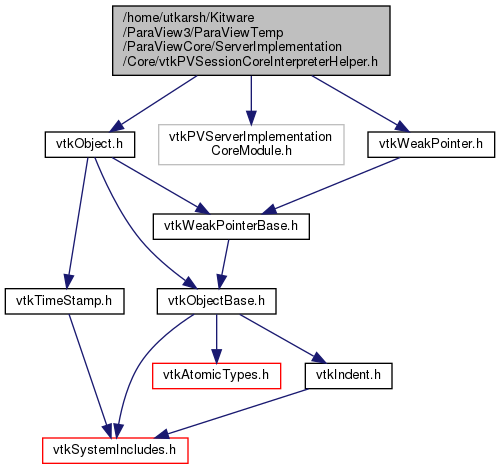 /home/utkarsh/Kitware
/ParaView3/ParaViewTemp
/ParaViewCore/ServerImplementation
/Core/vtkPVSessionCoreInterpreterHelper.h
vtkObject.h
vtkPVServerImplementation
CoreModule.h
vtkWeakPointer.h
vtkWeakPointerBase.h
vtkTimeStamp.h
vtkObjectBase.h
vtkAtomicTypes.h
vtkIndent.h
vtkSystemIncludes.h